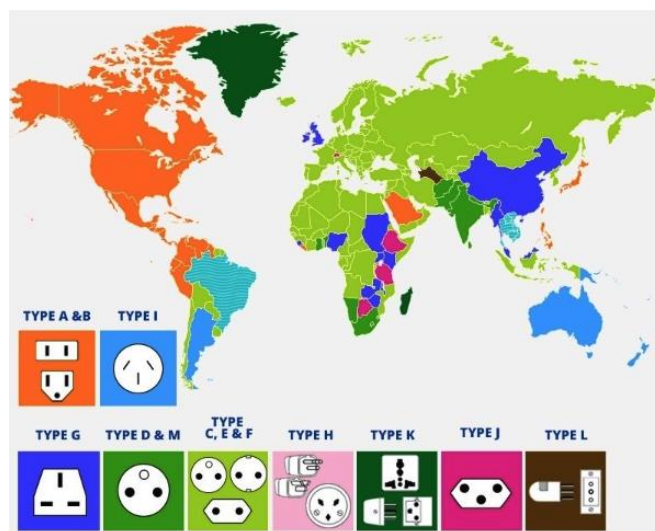 TYPE A &B
TYPE I
TYPE G
TYPE D & M
TYPE
C, E & F
TYPE H
TYPE K
TYPE J
TYPE L